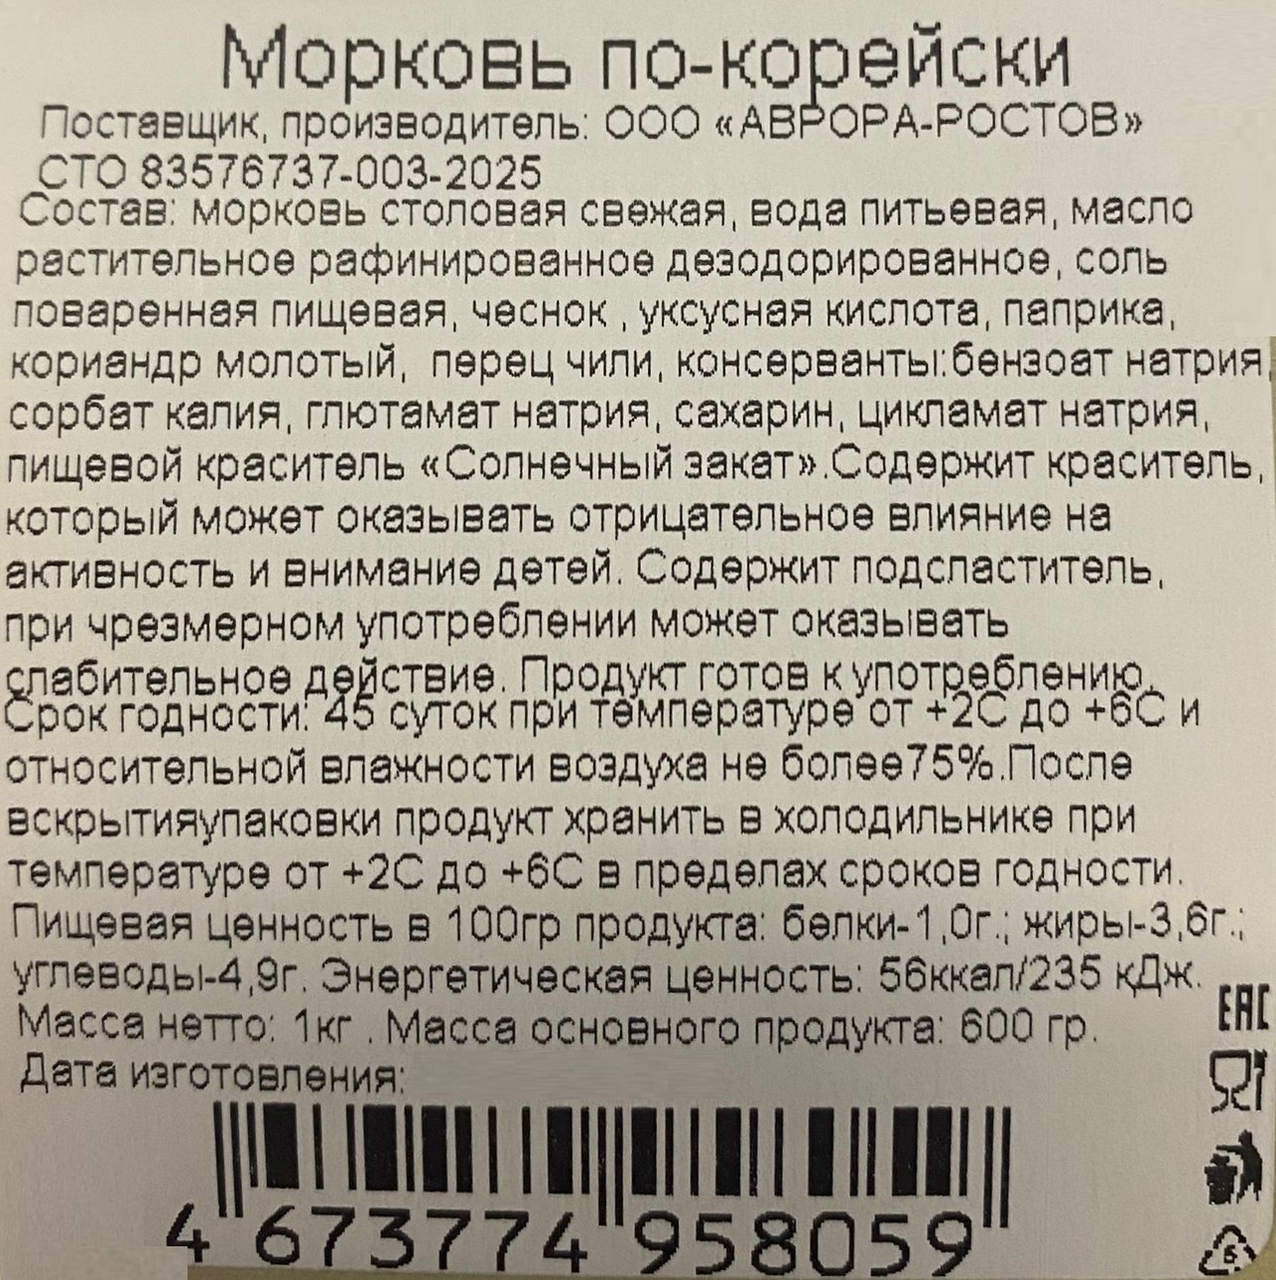 Морковь по-корейски
Поставщик, производитель: ООО «АВРОРА-РОСТОВ»
СТО 83576737-003-2025
Состав: морковь столовая свежая, вода питьевая, масло
растительное рафинированное дезодорированное, соль
поваренная пищевая, чеснок , уксусная кислота, паприка,
кориандр молотый,  перец чили, консерванты:бензоат натрия,
сорбат калия, глютамат натрия, сахарин, цикламат натрия,
пищевой краситель «Солнечный закат».Содержит краситель,
который может оказывать отрицательное влияние на
активность и внимание детей. Содержит подсластитель,
при чрезмерном употреблении может оказывать
слабительное действие. Продукт готов к употреблению.
Срок годности: 45 суток при температуре от +2С до +6С и
относительной влажности воздуха не более75%.После
вскрытияупаковки продукт хранить в холодильнике при
температуре от +2С до +6С в пределах сроков годности.
Пищевая ценность в 100гр продукта: белки-1,0г.; жиры-3,6г.;
углеводы-4,9г. Энергетическая ценность: 56ккал/235 кДж.
Масса нетто: 1кг . Масса основного продукта: 600 гр.
Дата изготовления:
EAC
4 673774 958059
6